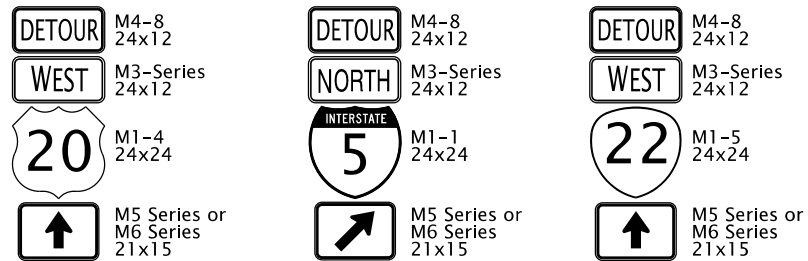 DETOUR
M4-8
24x12
WEST
M3-Series
24x12
20
M1-4
24x24
M5 Series or
M6 Series
21x15
DETOUR
M4-8
24x12
NORTH
M3-Series
24x12
INTERSTATE
5
M1-1
24x24
M5 Series or
M6 Series
21x15
DETOUR
M4-8
24x12
WEST
M3-Series
24x12
22
M1-5
24x24
M5 Series or
M6 Series
21x15